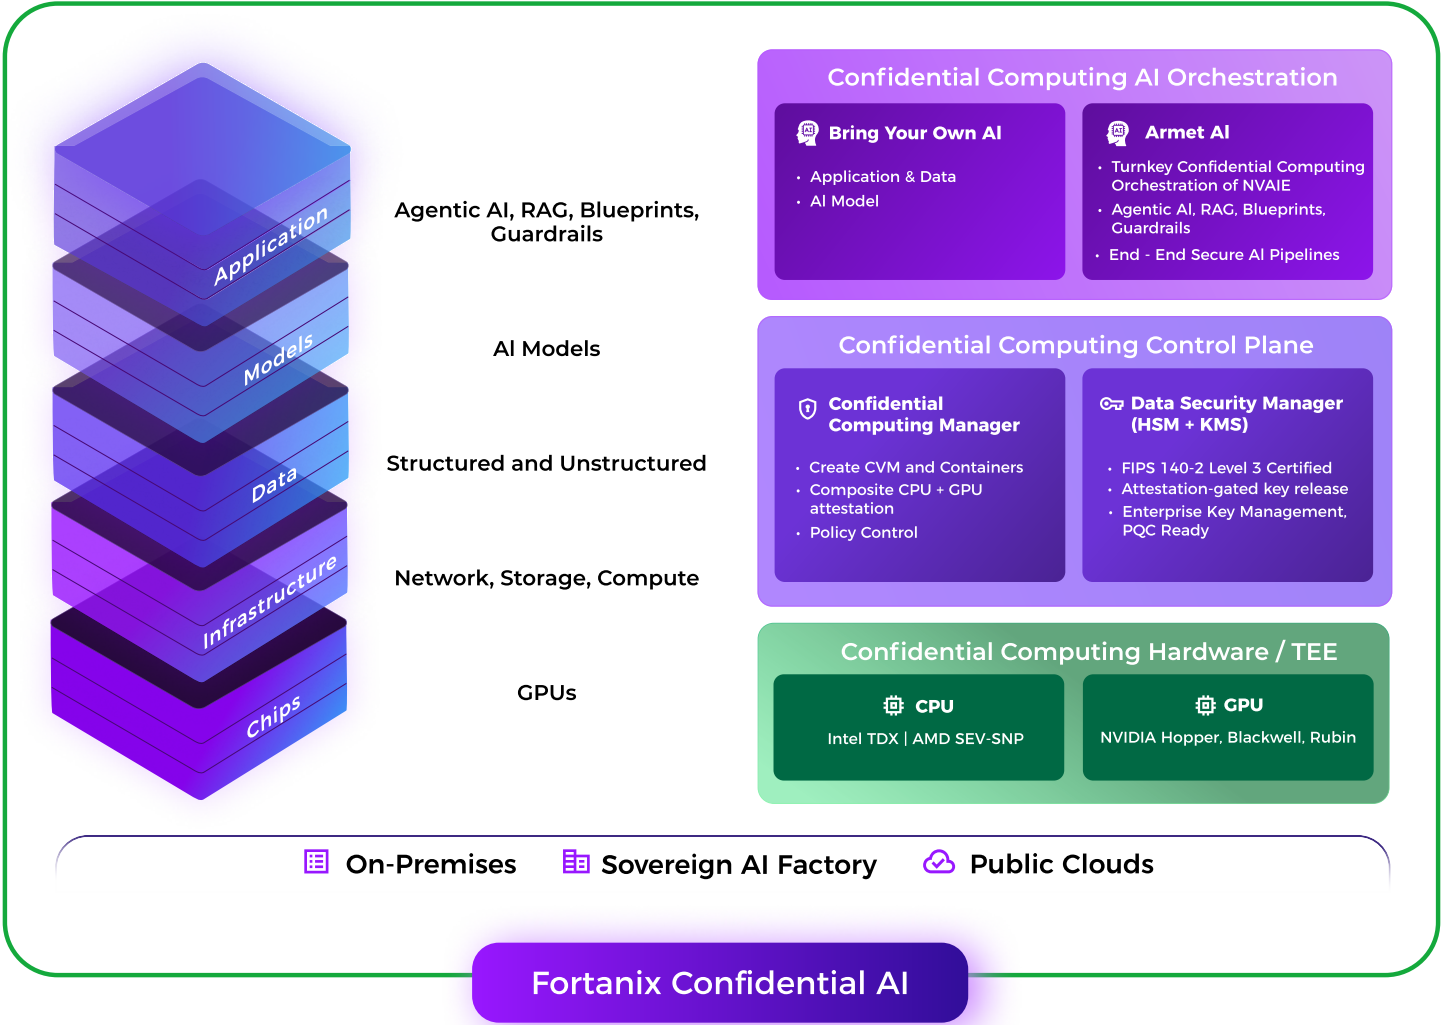 Application
Models
Data
Infrastructure
Chips
Agentic AI, RAG, Blueprints,
Guardrails
AI Models
Structured and Unstructured
Network, Storage, Compute
GPUs
Confidential Computing AI Orchestration
Bring Your Own AI
• Application & Data
• AI Model
Armet AI
• Turnkey Confidential Computing
Orchestration of NVAIE
• Agentic AI, RAG, Blueprints,
Guardrails
• End - End Secure AI Pipelines
Confidential Computing Control Plane
Confidential
Computing Manager
• Create CVM and Containers
• Composite CPU + GPU
attestation
• Policy Control
Data Security Manager
(HSM + KMS)
• FIPS 140-2 Level 3 Certified
• Attestation-gated key release
• Enterprise Key Management,
PQC Ready
Confidential Computing Hardware / TEE
CPU
Intel TDX | AMD SEV-SNP
GPU
NVIDIA Hopper, Blackwell, Rubin
On-Premises
Sovereign AI Factory
Public Clouds
Fortanix Confidential AI